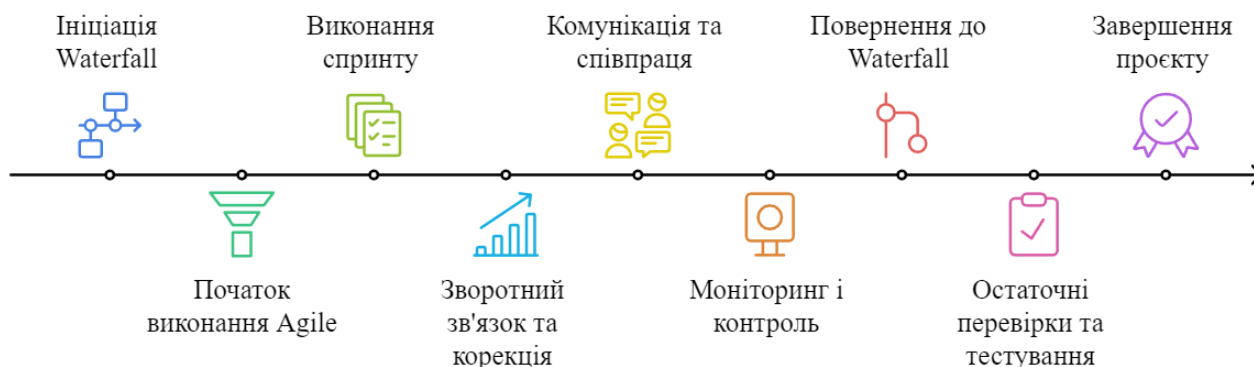 Ініціація
Waterfall
Виконання
спринту
Комунікація та
співпраця
Повернення до
Waterfall
Завершення
проєкту
Початок
виконання Agile
Зворотний
зв'язок та
корекція
Моніторинг і
контроль
Остаточні
перевірки та
тестування